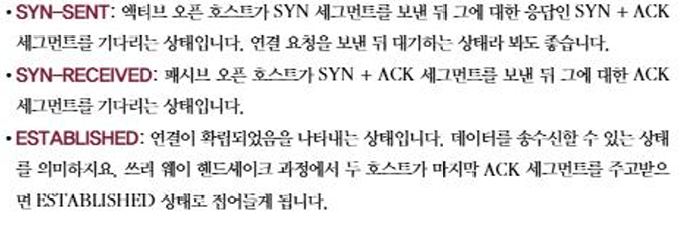 • SYN-SENT: 액티브 오픈 호스트가 SYN 세그먼트를 보낸 뒤 그에 대한 응답인 SYN + ACK
세그먼트를 기다리는 상태입니다. 연결 요청을 보낸 뒤 대기하는 상태라 봐도 좋습니다.
• SYN-RECEIVED: 패시브 오픈 호스트가 SYN + ACK 세그먼트를 보낸 뒤 그에 대한 ACK
세그먼트를 기다리는 상태입니다.
• ESTABLISHED: 연결이 확립되었음을 나타내는 상태입니다. 데이터를 송수신할 수 있는 상태
를 의미하지요. 쓰리 웨이 핸드셰이크 과정에서 두 호스트가 마지막 ACK 세그먼트를 주고받으
면 ESTABLISHED 상태로 접어들게 됩니다.